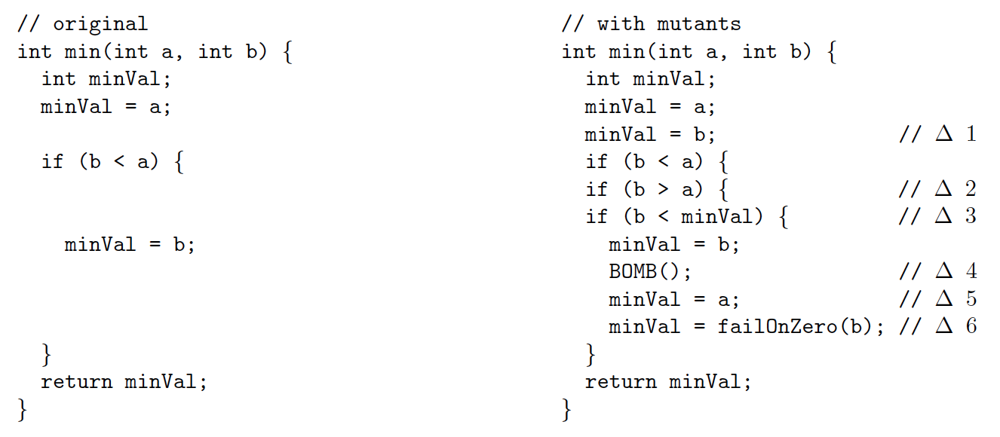 // original
int min(int a, int b) {
  int minVal;
  minVal = a;
  if (b < a) {
    minVal = b;
  }
  return minVal;
}
// with mutants
int min(int a, int b) {
  int minVal;
  minVal = a;
  minVal = b; // Δ 1
  if (b < a) {
  if (b > a) { // Δ 2
  if (b < minVal) { // Δ 3
    minVal = b;
    BOMB(); // Δ 4
    minVal = a; // Δ 5
    minVal = failOnZero(b); // Δ 6
  }
  return minVal;
}